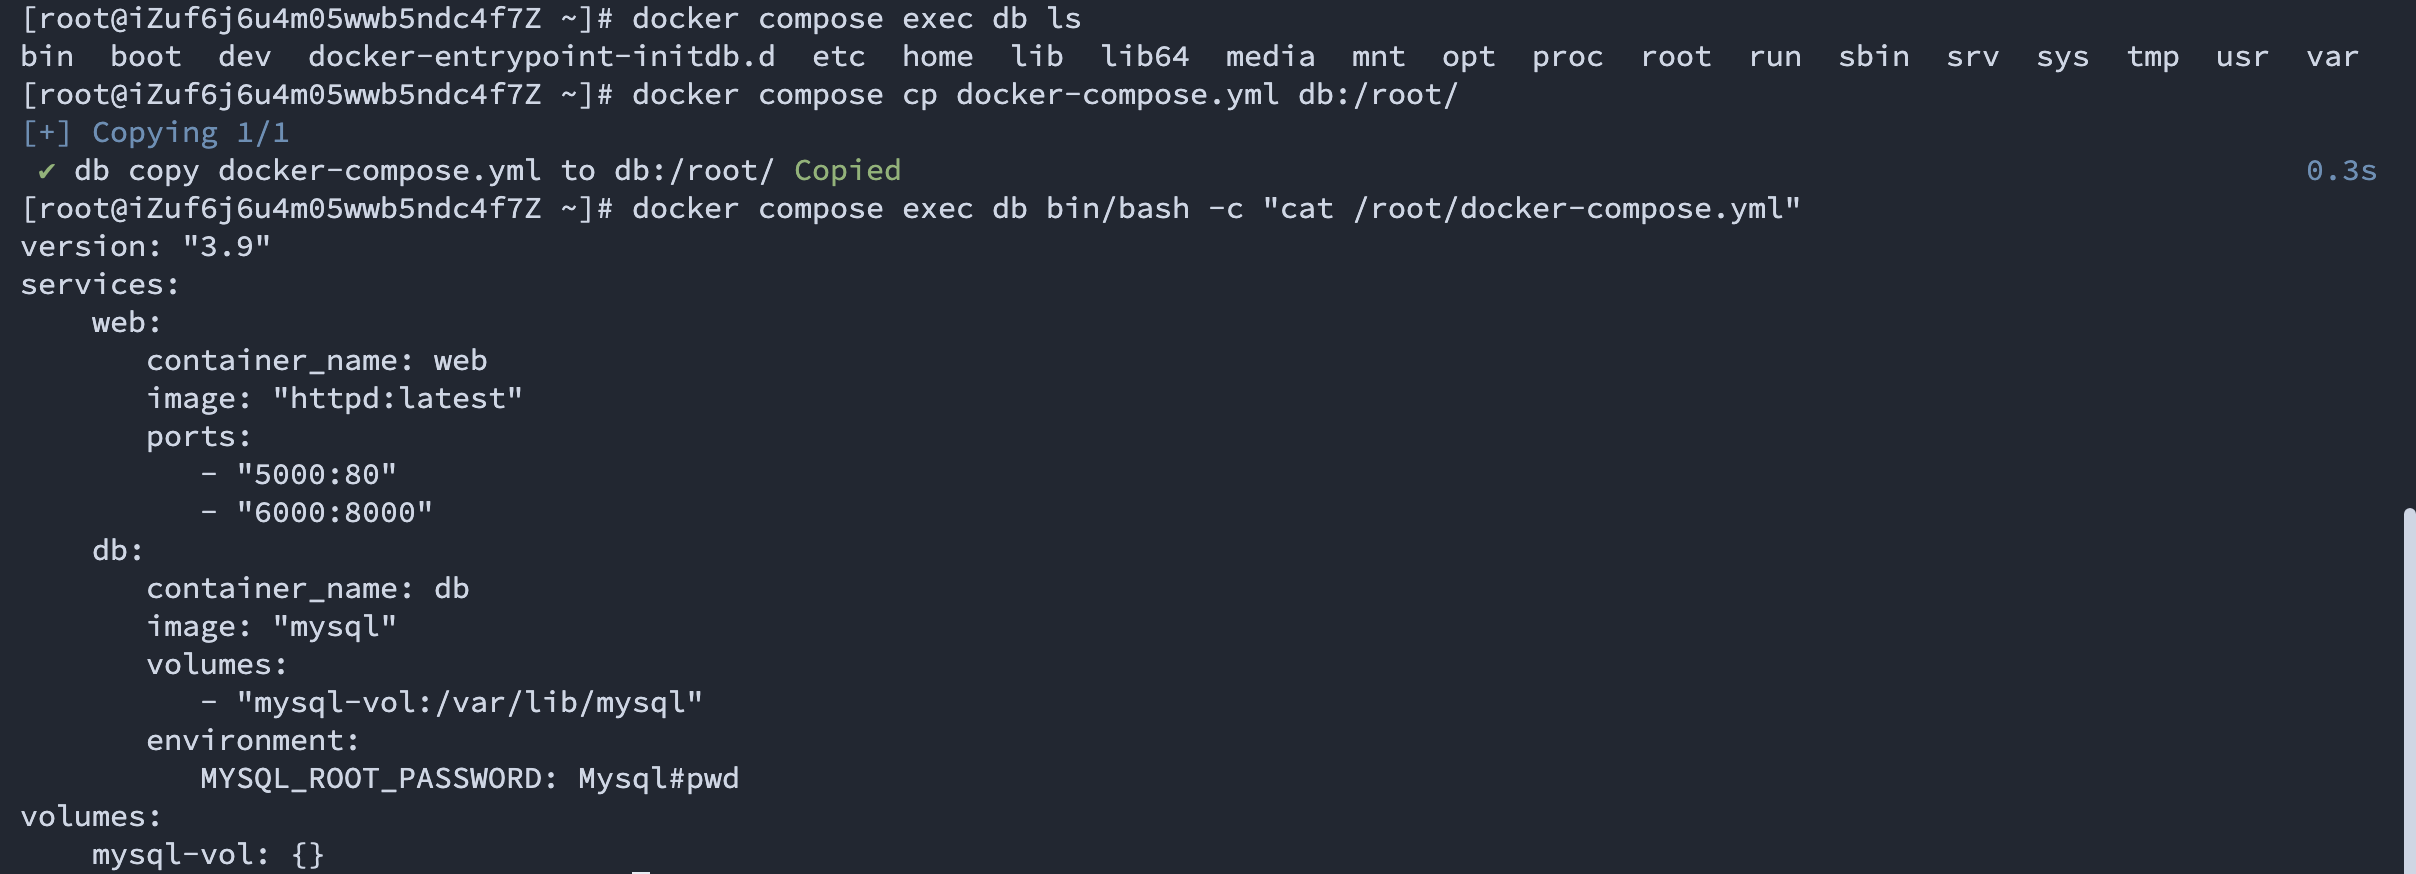 [root@iZuf6j6u4m05wwb5ndc4f7Z ~]# docker compose exec db ls
bin  boot  dev  docker-entrypoint-initdb.d  etc  home  lib  lib64  media  mnt  opt  proc  root  run  sbin  srv  sys  tmp  usr  var
[root@iZuf6j6u4m05wwb5ndc4f7Z ~]# docker compose cp docker-compose.yml db:/root/
[+] Copying 1/1
 ✔ db copy docker-compose.yml to db:/root/ Copied 0.3s
[root@iZuf6j6u4m05wwb5ndc4f7Z ~]# docker compose exec db bin/bash -c "cat /root/docker-compose.yml"
version: "3.9"
services:
    web:
       container_name: web
       image: "httpd:latest"
       ports:
          - "5000:80"
          - "6000:8000"
    db:
       container_name: db
       image: "mysql"
       volumes:
          - "mysql-vol:/var/lib/mysql"
       environment:
          MYSQL_ROOT_PASSWORD: Mysql#pwd
volumes:
    mysql-vol: {}